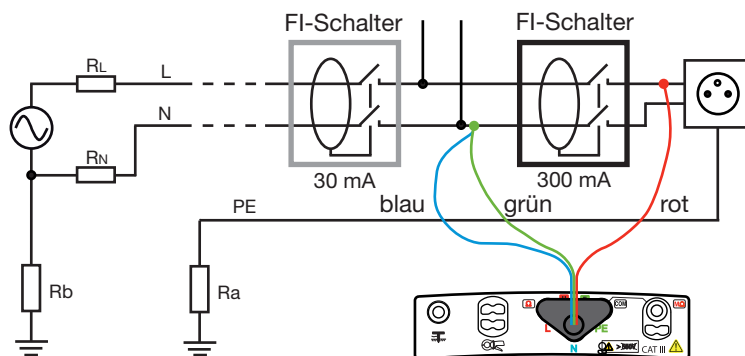 FI-Schalter
FI-Schalter
RL
L
N
RN
30 mA
300 mA
PE
blau
grün
rot
Rb
Ra
Ω
COM
MΩ
L
PE
N
CAT III